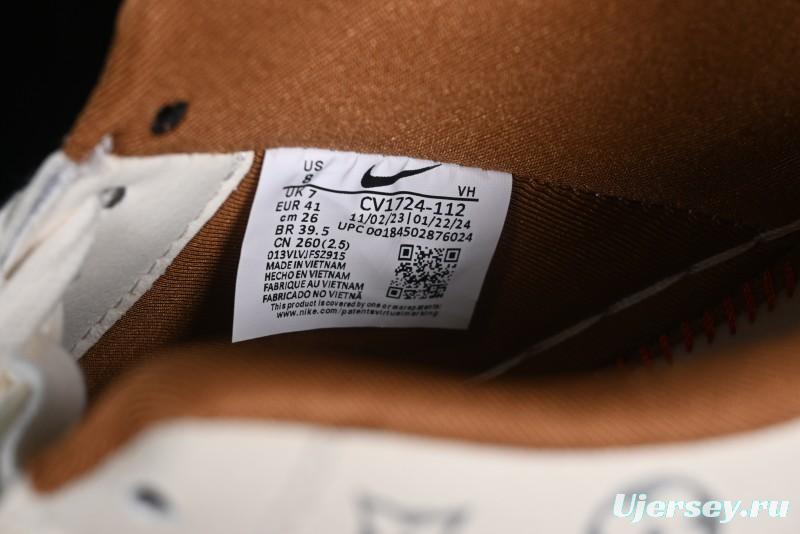 US
UK 7
EUR 41
cm 26
BR 39.5
CN 260(2.5)
VH
CV1724-112
11/02/23 | 01/22/24
UPC 00184502876024
013VLVJFSZ915
MADE IN VIETNAM
HECHO EN VIETNAM
FABRIQUE AU VIETNAM
FABRICADO NO VIETNÃ
This product is covered by one or more patents:
www.nike.com/patentsvirtualmarking
Ujersey.ru